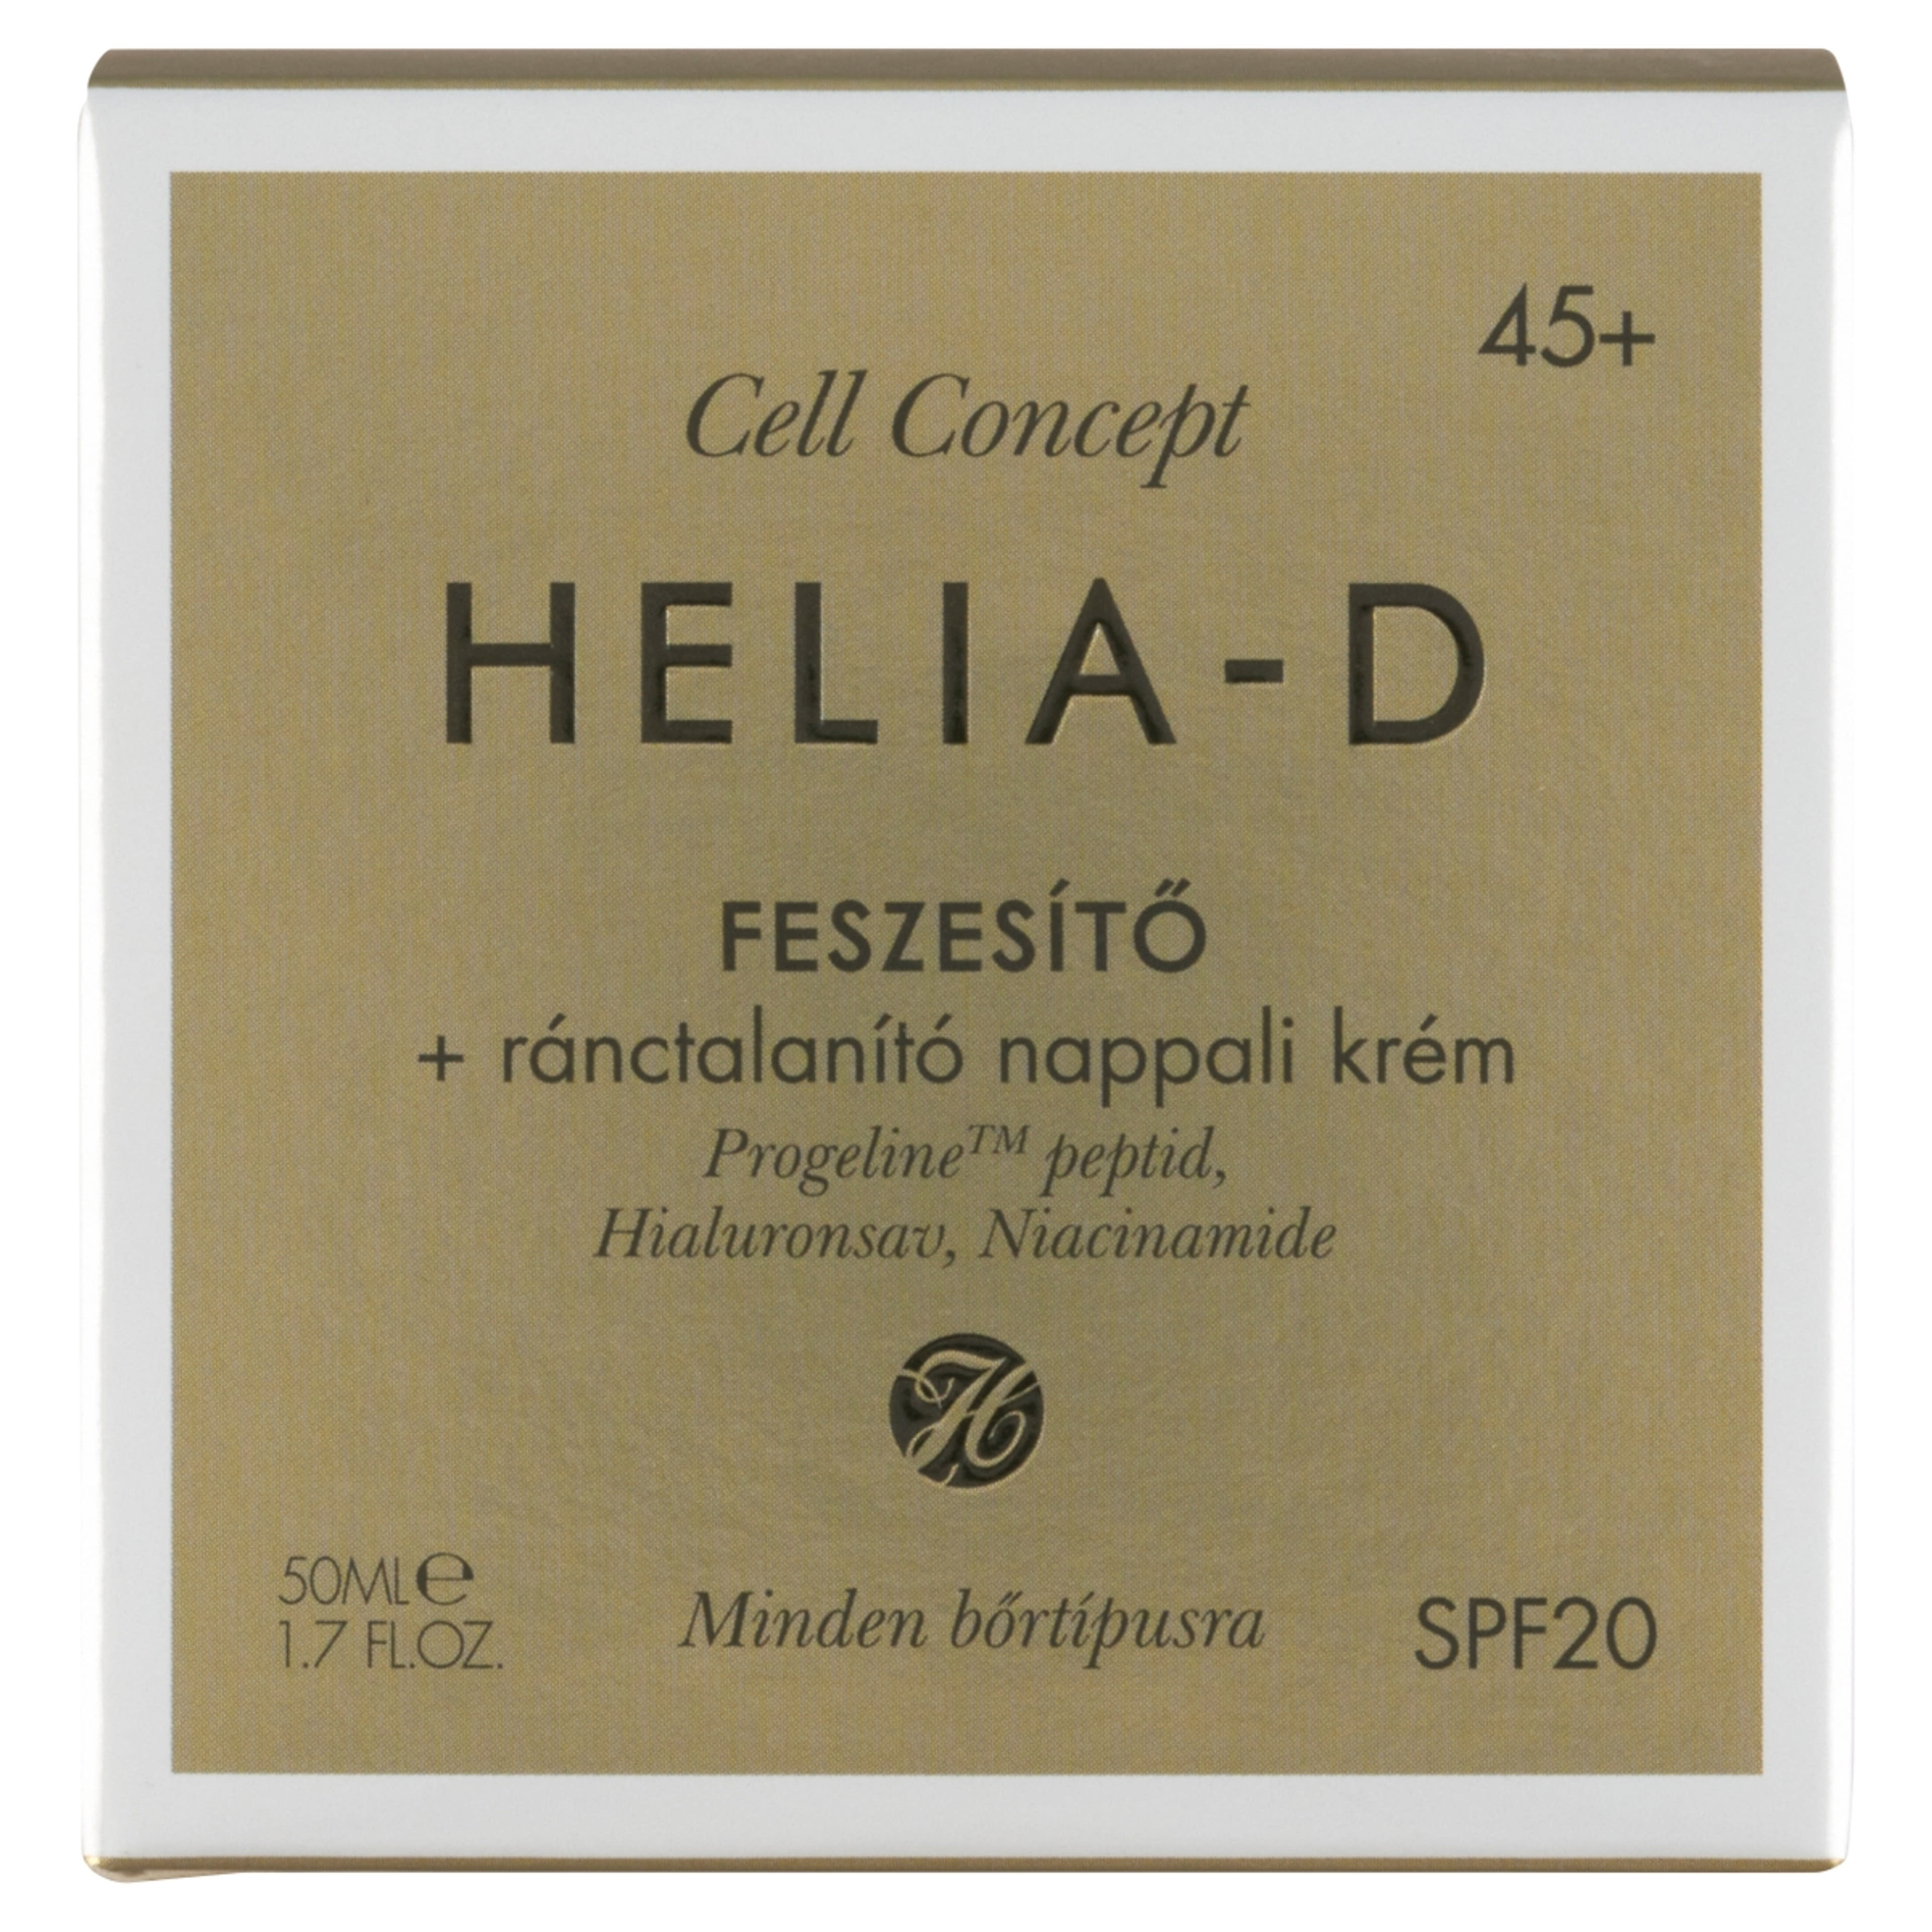 45+
Cell Concept
HELIA-D
FESZESÍTŐ
+ ránctalanító nappali krém
Progeline™ peptid,
Hialuronsav, Niacinamide
H
50ML℮
1.7 FL.OZ.
Minden bőrtípusra
SPF20